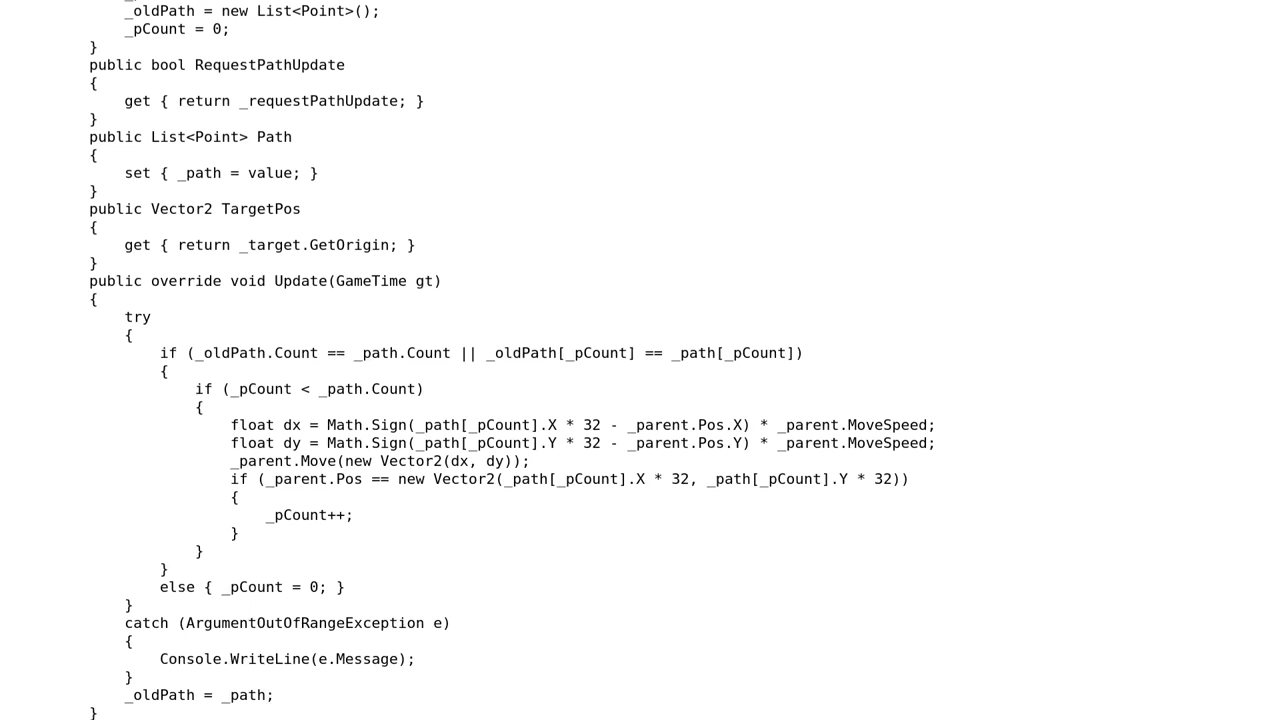 _oldPath = new List<Point>();
_pCount = 0;
}
public bool RequestPathUpdate
{
get { return _requestPathUpdate; }
}
public List<Point> Path
{
set { _path = value; }
}
public Vector2 TargetPos
{
get { return _target.GetOrigin; }
}
public override void Update(GameTime gt)
{
try
{
if (_oldPath.Count == _path.Count || _oldPath[_pCount] == _path[_pCount])
{
if (_pCount < _path.Count)
{
float dx = Math.Sign(_path[_pCount].X * 32 - _parent.Pos.X) * _parent.MoveSpeed;
float dy = Math.Sign(_path[_pCount].Y * 32 - _parent.Pos.Y) * _parent.MoveSpeed;
_parent.Move(new Vector2(dx, dy));
if (_parent.Pos == new Vector2(_path[_pCount].X * 32, _path[_pCount].Y * 32))
{
_pCount++;
}
}
}
else { _pCount = 0; }
}
catch (ArgumentOutOfRangeException e)
{
Console.WriteLine(e.Message);
}
_oldPath = _path;
}